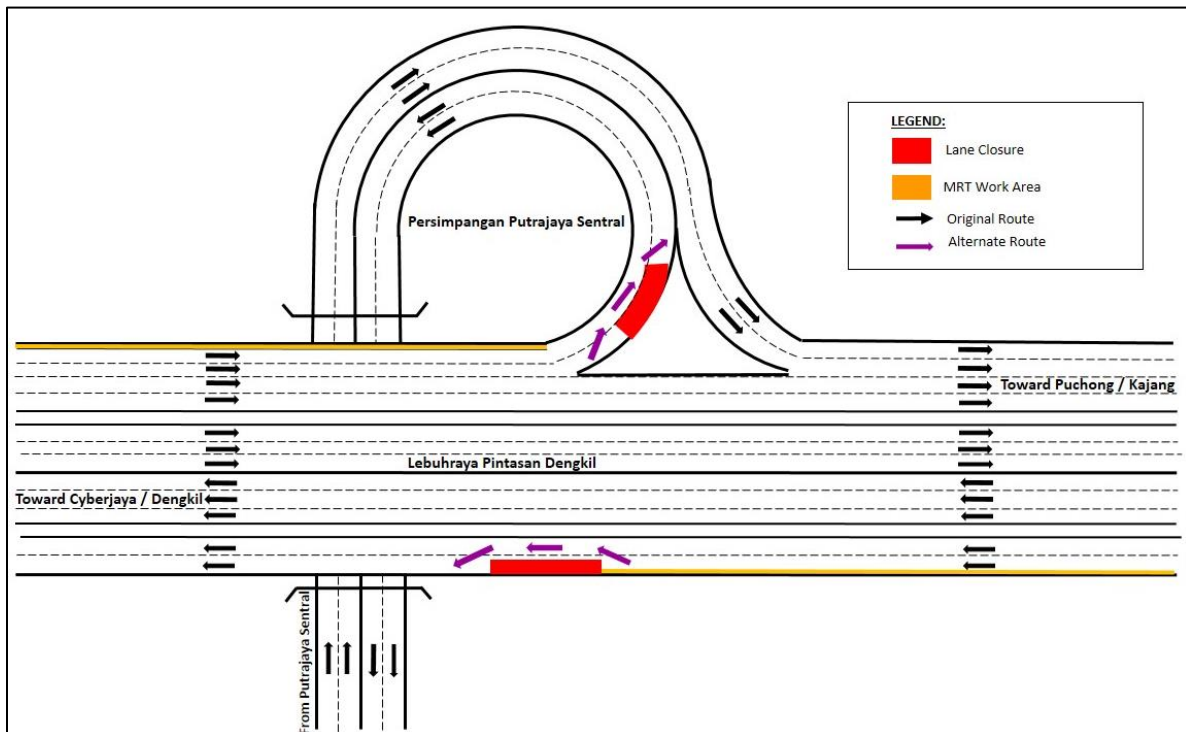 LEGEND:
Lane Closure
MRT Work Area
Original Route
Alternate Route
Persimpangan Putrajaya Sentral
Toward Puchong / Kajang
Lebuhraya Pintasan Dengkil
Toward Cyberjaya / Dengkil
From Putrajaya Sentral